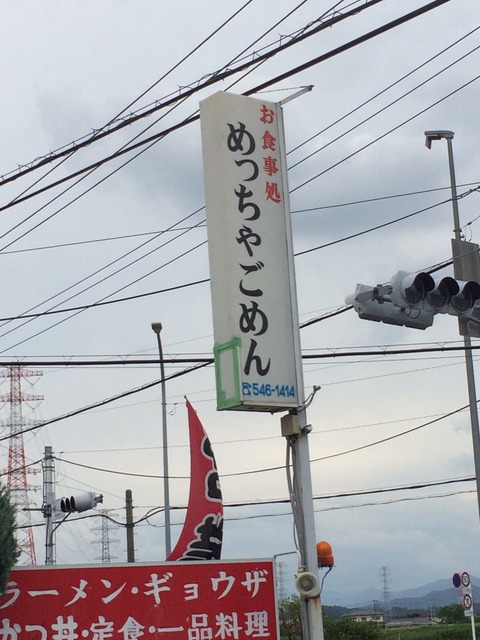 お食事処
めっちゃごめん
☎546-1414
ラーメン・ギョウザ
かつ丼・定食・一品料理